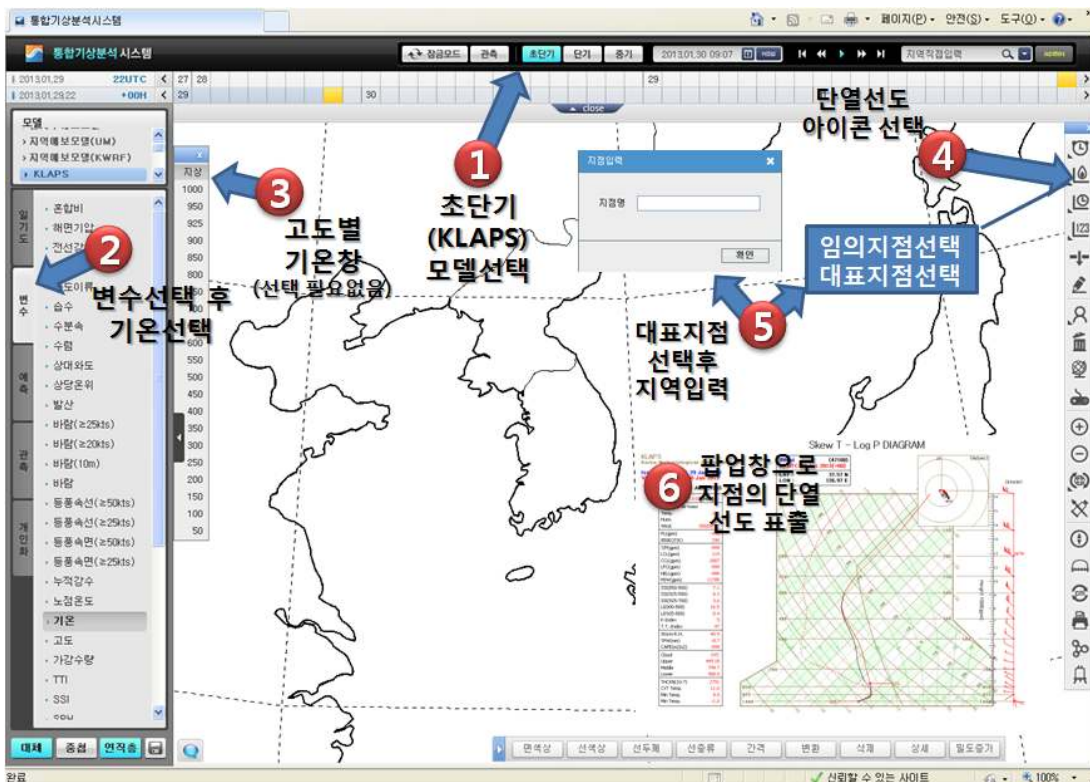 통합기상분석시스템
페이지(P) 안전(S) 도구(O)
통합기상분석 시스템
잠금모드 관측 초단기 단기 중기 2013.01.30 09:07 NOW 지역직접입력
2013.01.29 22UTC 27 28 29
2013.01.29.22 +00H 29 30
close
모델
지역예보모델(UM)
지역예보모델(KWRF)
KLAPS
일기도
변수
예측
관측
개인화
혼합비
해면기압
습수
수분속
수렴
상대와도
상당온위
발산
바람(≥25kts)
바람(≥20kts)
바람(10m)
바람
등풍속선(≥50kts)
등풍속선(≥25kts)
등풍속면(≥50kts)
등풍속면(≥25kts)
누적강수
노점온도
기온
고도
가강수량
TTI
SSI
대체 중첩 연직층
지상
1000
950
925
900
850
800
600
550
500
450
400
350
300
250
200
150
100
50
1
초단기
(KLAPS)
모델선택
2
변수선택 후
기온선택
3
고도별
기온창
(선택 필요없음)
단열선도
아이콘 선택
4
임의지점선택
대표지점선택
지점입력
지점명
확인
5
대표지점
선택후
지역입력
6
팝업창으로
지점의 단열
선도 표출
Skew T - Log P DIAGRAM
KLAPS
123
면색상 선색상 선두께 선종류 간격 변환 삭제 상세 밀도증가
완료 신뢰할 수 있는 사이트 100%